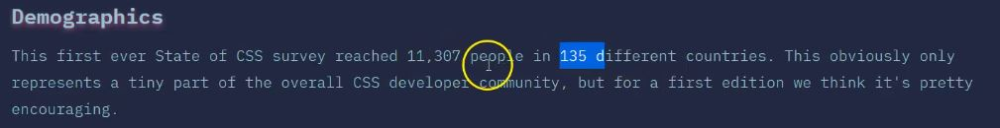 Demographics
This first ever State of CSS survey reached 11,307 people in 135 different countries. This obviously only
represents a tiny part of the overall CSS developer community, but for a first edition we think it's pretty
encouraging.